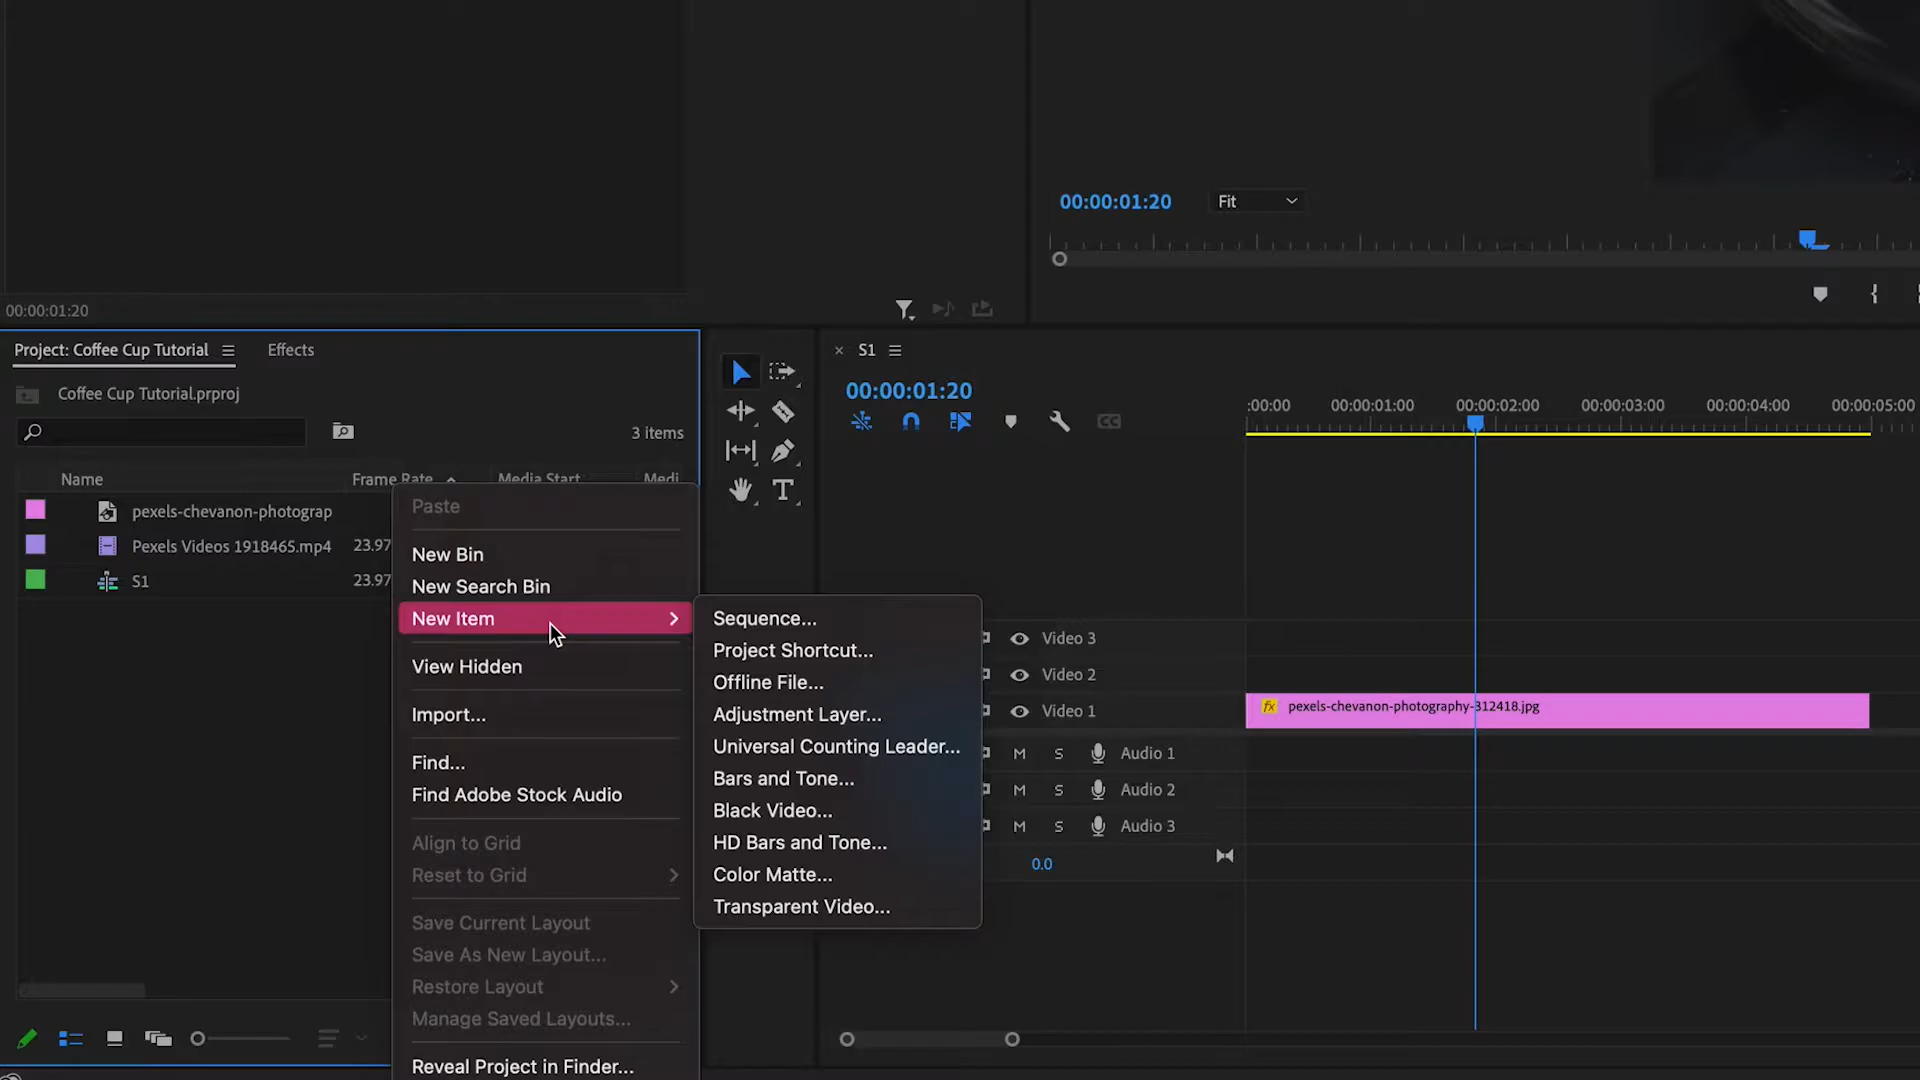 00:00:01:20
Fit
00:00:01:20
Project: Coffee Cup Tutorial
Effects
Coffee Cup Tutorial.prproj
3 items
Name
Frame Rate
Media Start
Medi
pexels-chevanon-photograp
Pexels Videos 1918465.mp4
23.97
S1
23.97
Paste
New Bin
New Search Bin
New Item
View Hidden
Import...
Find...
Find Adobe Stock Audio
Align to Grid
Reset to Grid
Save Current Layout
Save As New Layout...
Restore Layout
Manage Saved Layouts...
Reveal Project in Finder...
Sequence...
Project Shortcut...
Offline File...
Adjustment Layer...
Universal Counting Leader...
Bars and Tone...
Black Video...
HD Bars and Tone...
Color Matte...
Transparent Video...
S1
00:00:01:20
CC
:00:00
00:00:01:00
00:00:02:00
00:00:03:00
00:00:04:00
00:00:05:00
Video 3
Video 2
Video 1
fx pexels-chevanon-photography-312418.jpg
M S Audio 1
M S Audio 2
M S Audio 3
0.0